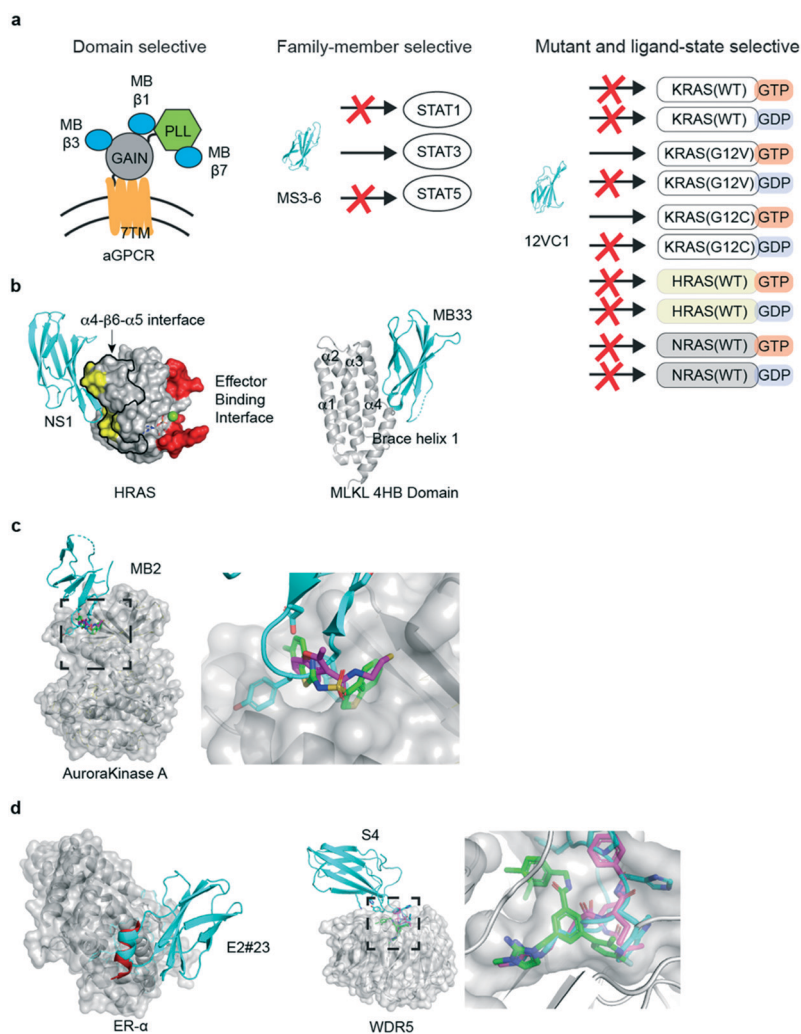 a
Domain selective
MB
β1
MB
β3
PLL
GAIN
MB
β7
7TM
aGPCR
Family-member selective
STAT1
STAT3
STAT5
MS3-6
Mutant and ligand-state selective
KRAS(WT) GTP
KRAS(WT) GDP
KRAS(G12V) GTP
KRAS(G12V) GDP
KRAS(G12C) GTP
KRAS(G12C) GDP
HRAS(WT) GTP
HRAS(WT) GDP
NRAS(WT) GTP
NRAS(WT) GDP
12VC1
b
α4-β6-α5 interface
NS1
Effector
Binding
Interface
HRAS
MB33
α2
α3
α1
α4
Brace helix 1
MLKL 4HB Domain
c
MB2
AuroraKinase A
d
E2#23
ER-α
S4
WDR5